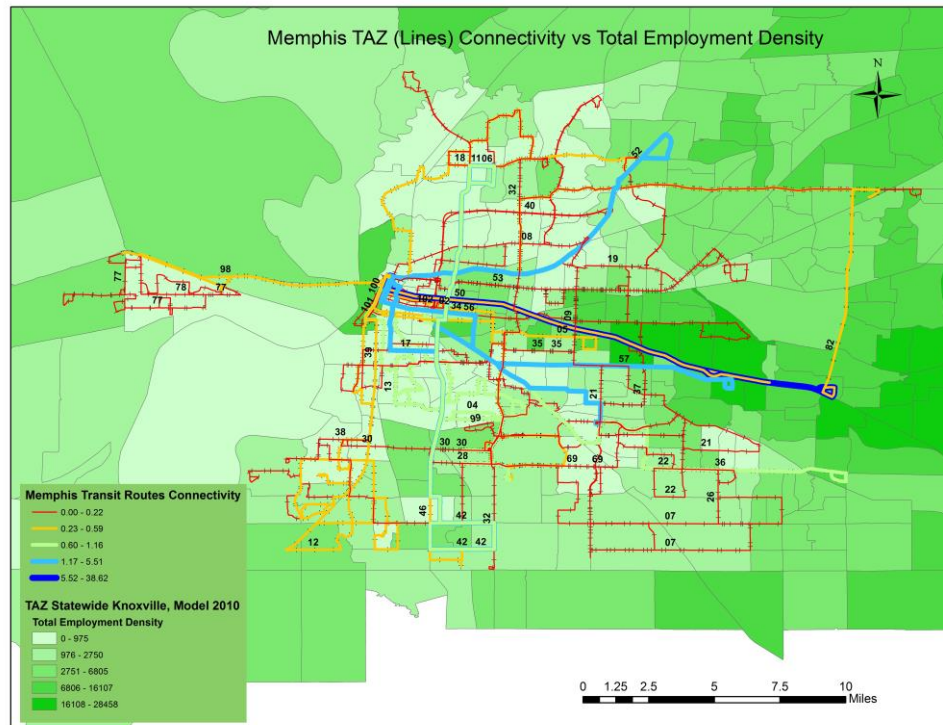 Memphis TAZ (Lines) Connectivity vs Total Employment Density
N
52
18 1106
32
40
08
19
98
77
78
77
77
53
100
101
50
34 56
09
05
35 35
57
82
17
39
13
37
21
04
99
38
30
30 30
28
69
69
21
22
36
22
26
46
42
32
07
12
42 42
07
Memphis Transit Routes Connectivity
0.00 - 0.22
0.23 - 0.59
0.60 - 1.16
1.17 - 5.51
5.52 - 38.62
TAZ Statewide Knoxville, Model 2010
Total Employment Density
0 - 975
976 - 2750
2751 - 6805
6806 - 16107
16108 - 28458
0 1.25 2.5 5 7.5 10
Miles